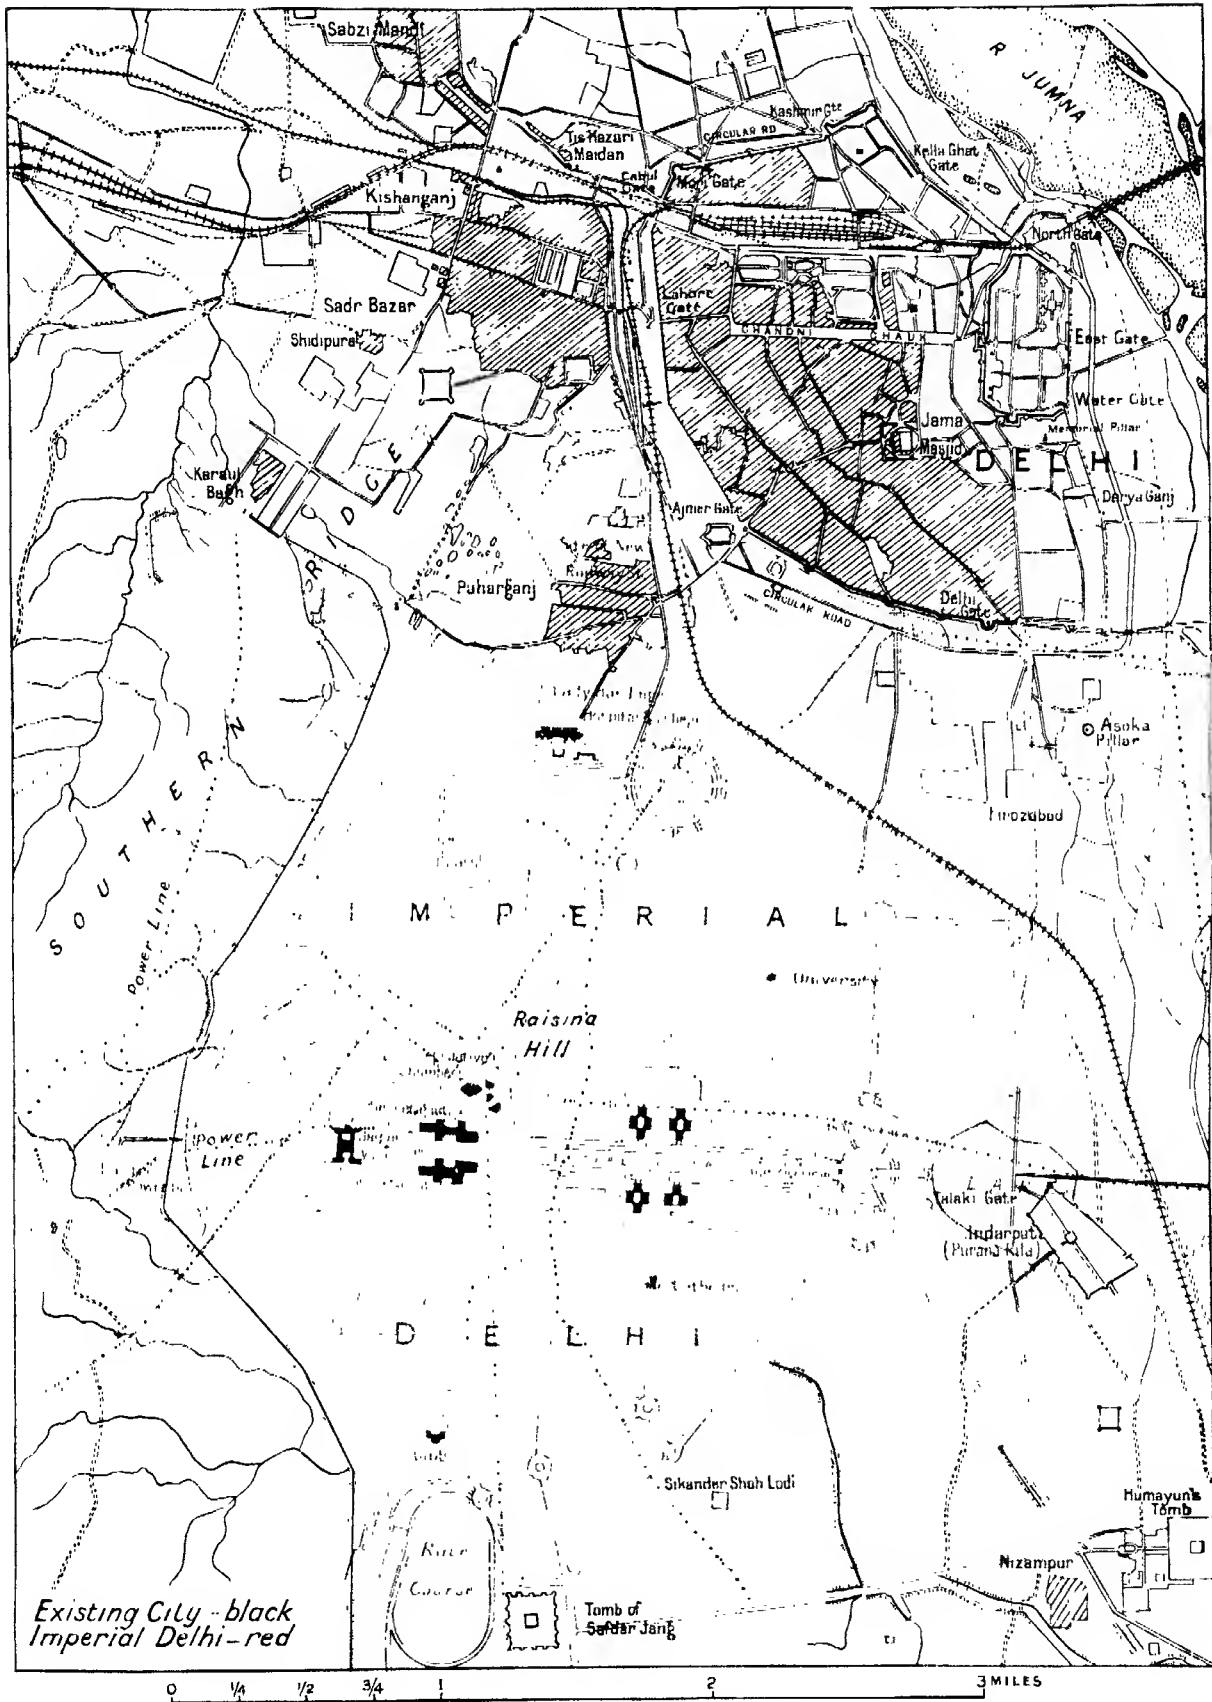 Sabzi Mandi
R JUMNA
Kashmir Gte
CIRCULAR RD
Tis Hazari
Maidan
Kella Ghat
Gate
Cabul
Gate
Mori Gate
Kishanganj
North Gate
Sadr Bazar
Lahore
Gate
CHANDNI CHAUK
Shidipura
East Gate
Water Gate
Jama
Masjid
Memorial Pillar
DELHI
Karaul
Bagh
Darya Ganj
RIDGE
Ajmer Gate
Puharganj
Delhi
Gate
CIRCULAR ROAD
Asoka
Pillar
Firozabad
SOUTHERN
Power Line
IMPERIAL
University
Raisina
Hill
Power
Line
Talaki Gate
Indarput
(Purana Kila)
DELHI
Sikander Shah Lodi
Humayun's
Tomb
Race
Course
Nizampur
Tomb of
Safdar Jang
Existing City - black
Imperial Delhi - red
0 1/4 1/2 3/4 1 2 3 MILES